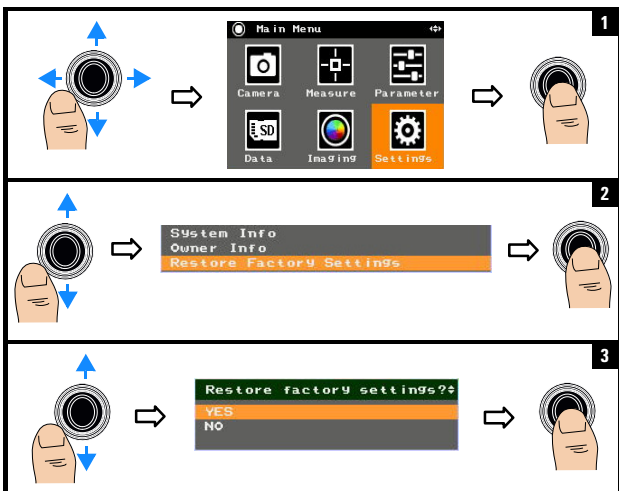 1
Main Menu
Camera Measure Parameter
SD
Data Imaging Settings
2
System Info
Owner Info
Restore Factory Settings
3
Restore factory settings?
YES
NO